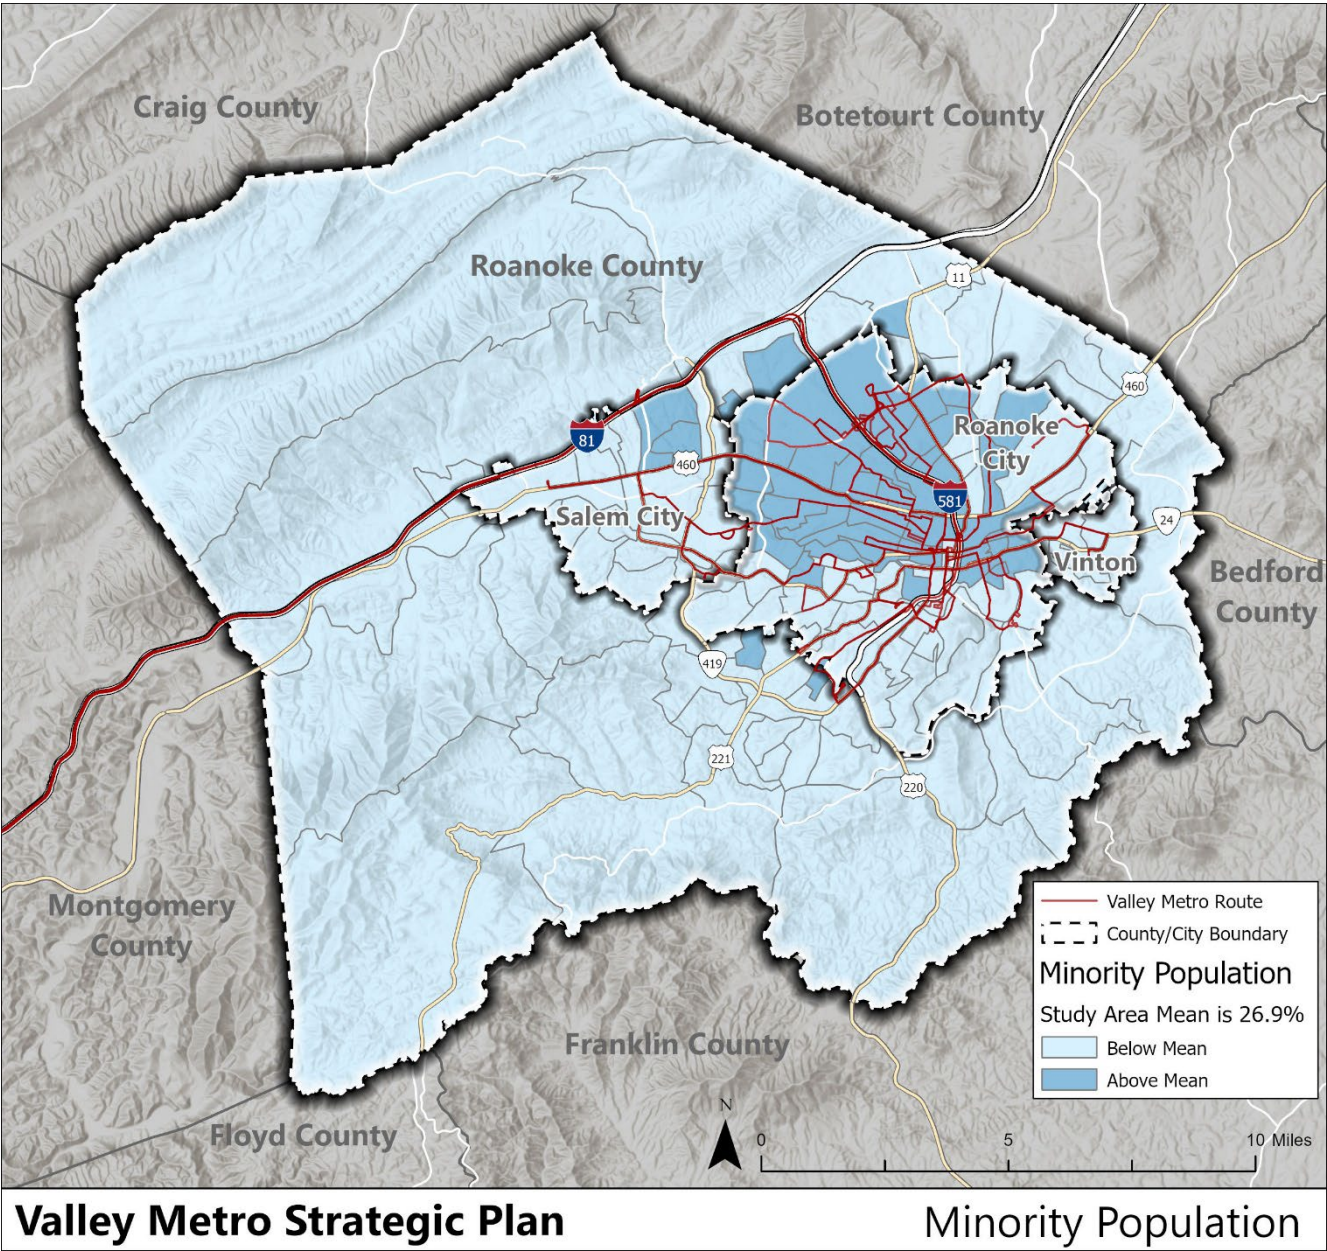 Craig County
Botetourt County
Roanoke County
11
460
81
Roanoke
City
460
581
Salem City
24
Vinton
Bedford
County
419
221
220
Montgomery
County
Valley Metro Route
County/City Boundary
Minority Population
Study Area Mean is 26.9%
Below Mean
Above Mean
Franklin County
Floyd County
N
0 5 10 Miles
Valley Metro Strategic Plan
Minority Population